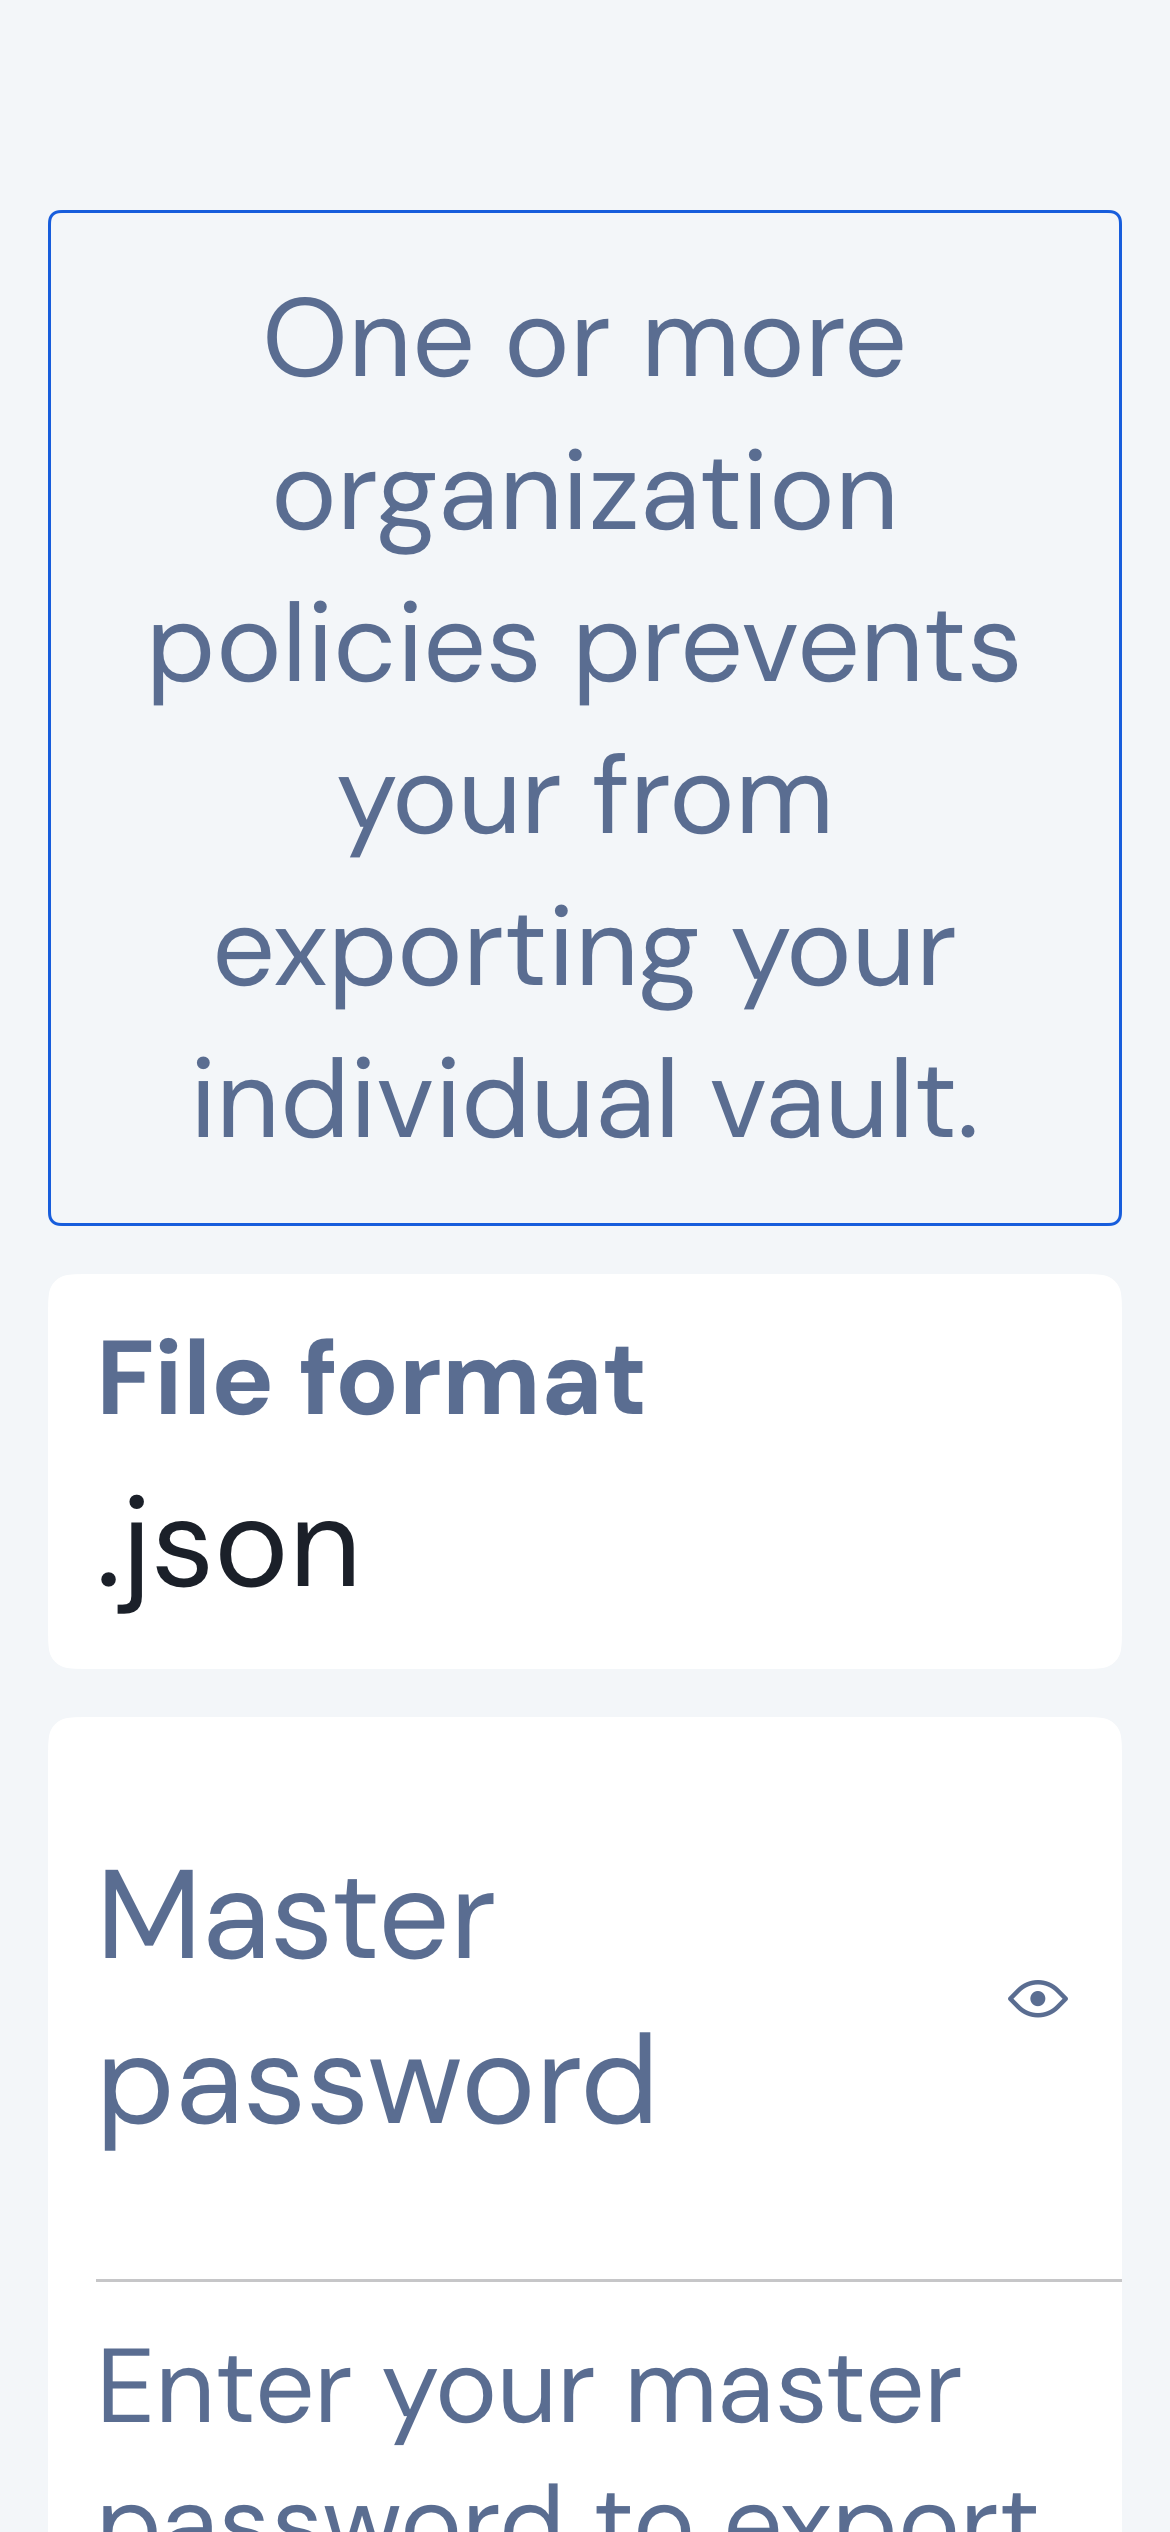 One or more
organization
policies prevents
your from
exporting your
individual vault.
File format
.json
Master
password
Enter your master
password to export